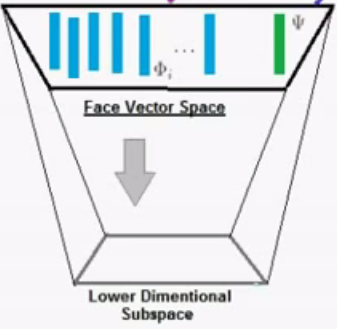 Ψ
...
Φi
Face Vector Space
Lower Dimentional
Subspace